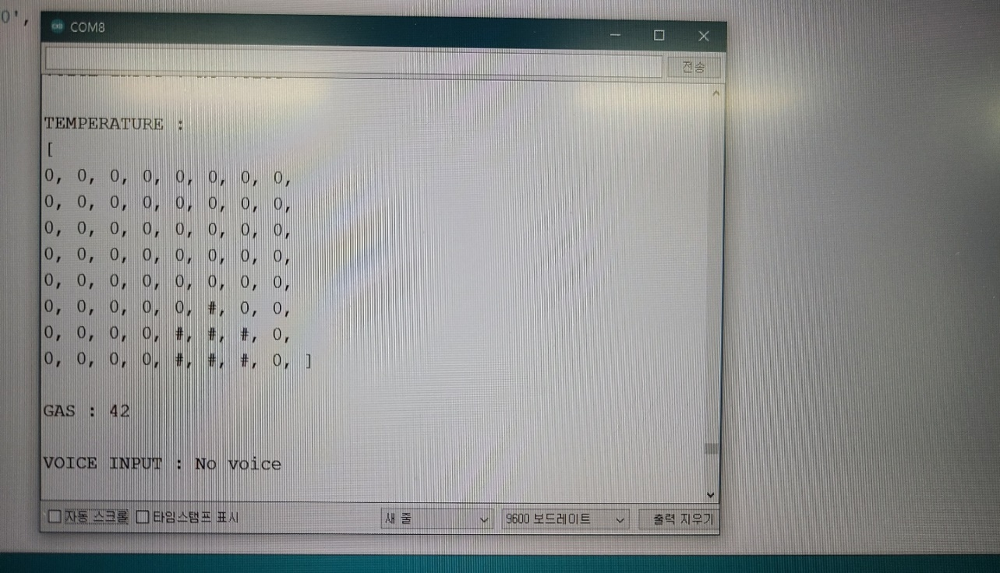 0',
COM8
전송
TEMPERATURE :
[
0, 0, 0, 0, 0, 0, 0, 0,
0, 0, 0, 0, 0, 0, 0, 0,
0, 0, 0, 0, 0, 0, 0, 0,
0, 0, 0, 0, 0, 0, 0, 0,
0, 0, 0, 0, 0, 0, 0, 0,
0, 0, 0, 0, 0, #, 0, 0,
0, 0, 0, 0, #, #, #, 0,
0, 0, 0, 0, #, #, #, 0, ]
GAS : 42
VOICE INPUT : No voice
자동 스크롤 타임스탬프 표시 새 줄 9600 보드레이트 출력 지우기